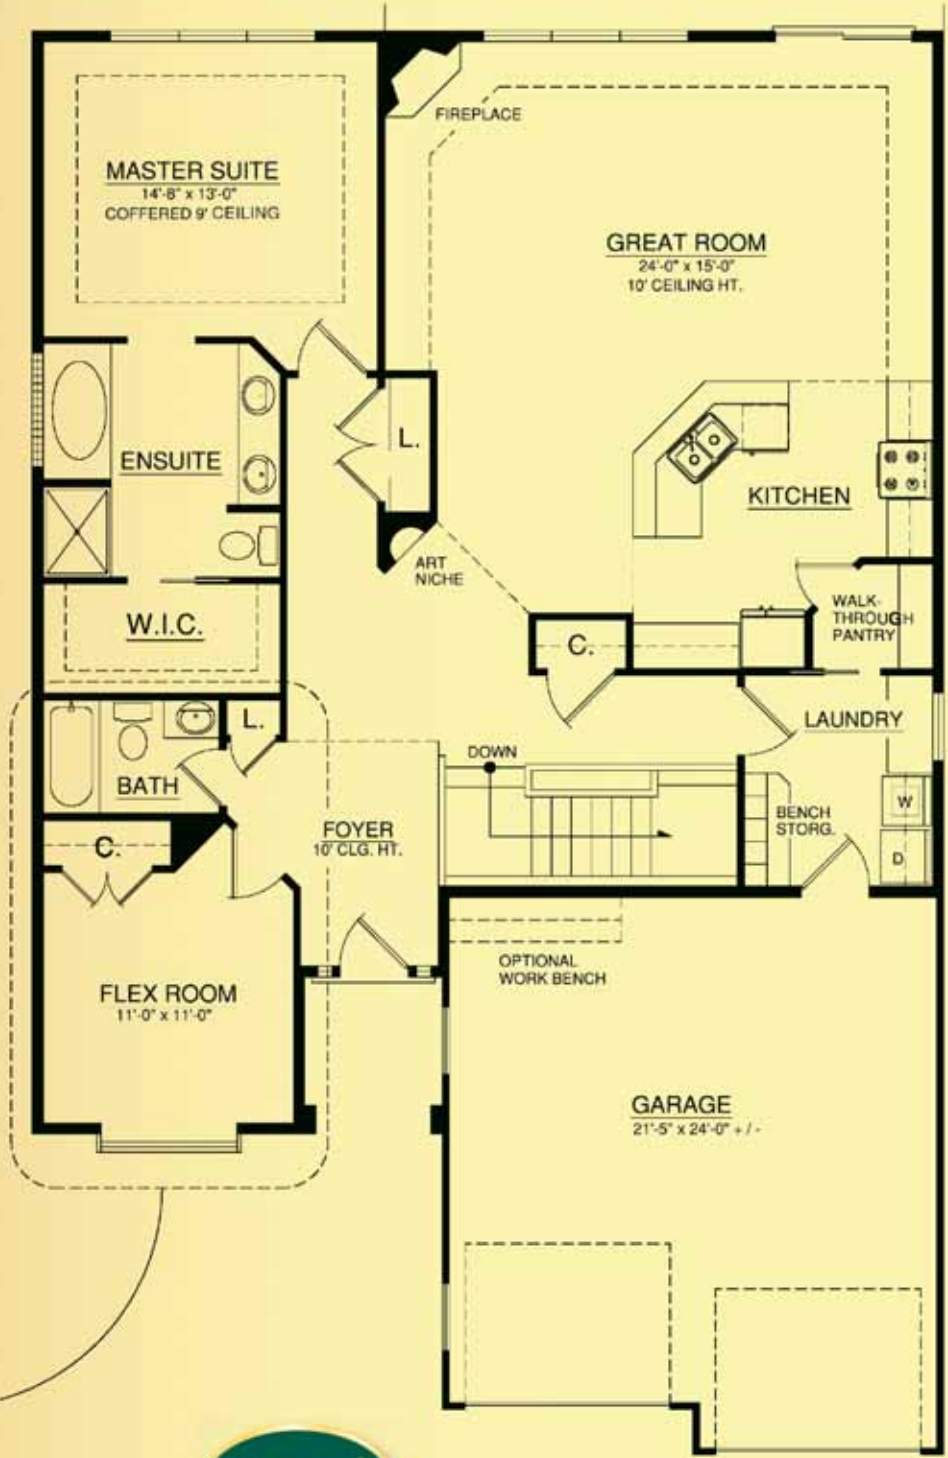 FIREPLACE
MASTER SUITE
14'-8" x 13'-0"
COFFERED 9' CEILING
GREAT ROOM
24'-0" x 15'-0"
10' CEILING HT.
L.
ENSUITE
KITCHEN
ART
NICHE
WALK-
THROUGH
PANTRY
W.I.C.
C.
L.
LAUNDRY
DOWN
BATH
W
BENCH
STORG.
FOYER
10' CLG. HT.
C.
D
OPTIONAL
WORK BENCH
FLEX ROOM
11'-0" x 11'-0"
GARAGE
21'-5" x 24'-0" +/-